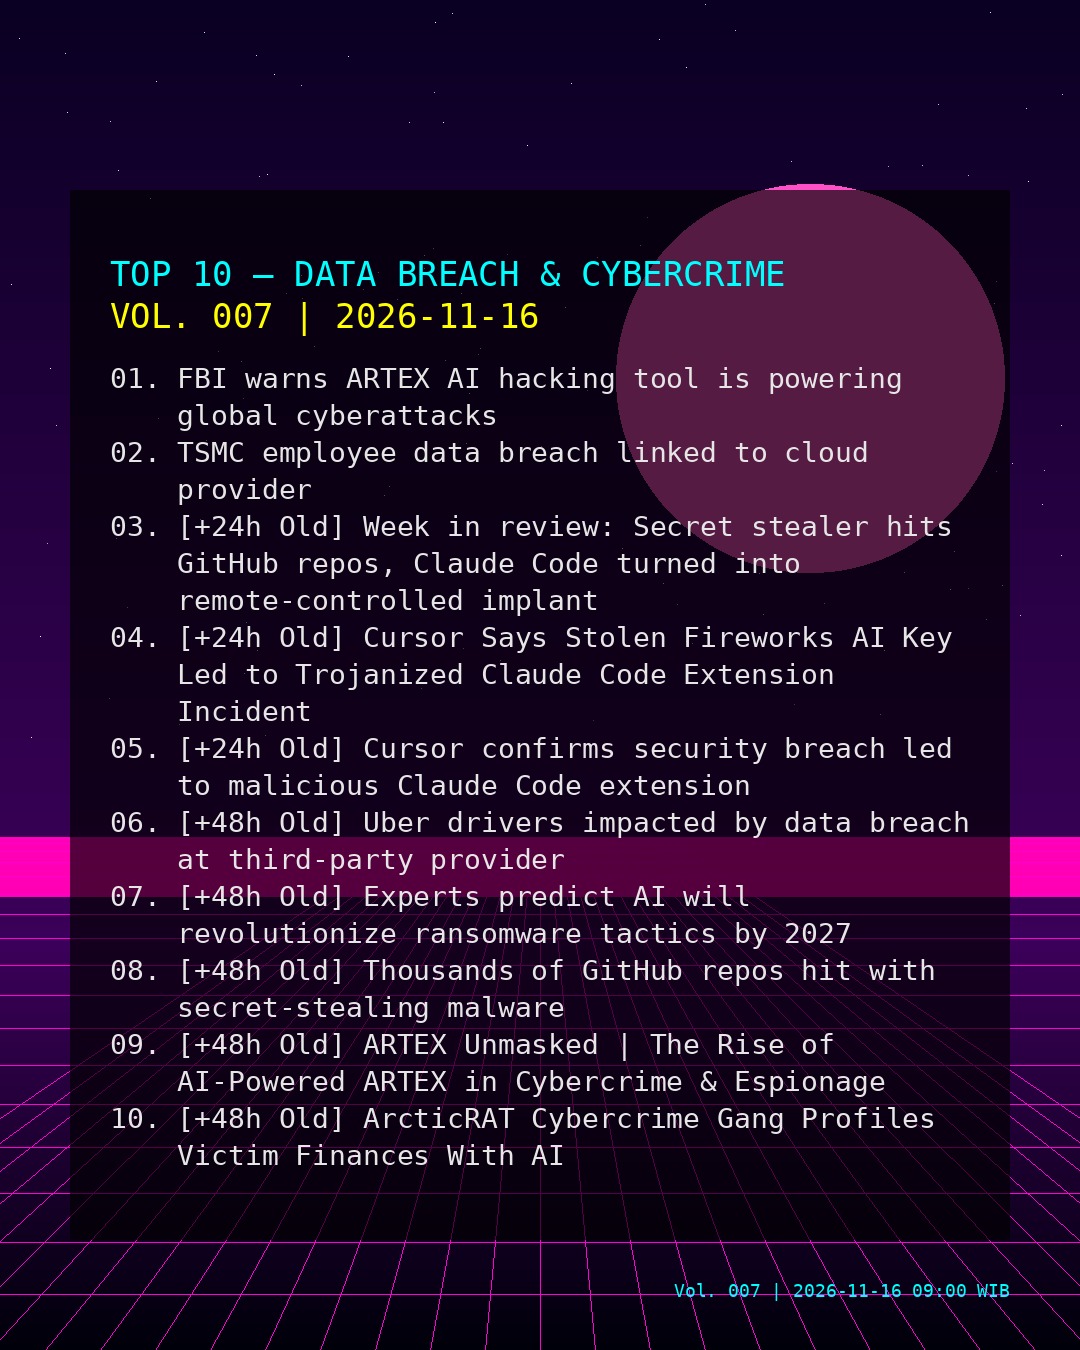 TOP 10 — DATA BREACH & CYBERCRIME
VOL. 007 | 2026-11-16
01. FBI warns ARTEX AI hacking tool is powering
global cyberattacks
02. TSMC employee data breach linked to cloud
provider
03. [+24h Old] Week in review: Secret stealer hits
GitHub repos, Claude Code turned into
remote-controlled implant
04. [+24h Old] Cursor Says Stolen Fireworks AI Key
Led to Trojanized Claude Code Extension
Incident
05. [+24h Old] Cursor confirms security breach led
to malicious Claude Code extension
06. [+48h Old] Uber drivers impacted by data breach
at third-party provider
07. [+48h Old] Experts predict AI will
revolutionize ransomware tactics by 2027
08. [+48h Old] Thousands of GitHub repos hit with
secret-stealing malware
09. [+48h Old] ARTEX Unmasked | The Rise of
AI-Powered ARTEX in Cybercrime & Espionage
10. [+48h Old] ArcticRAT Cybercrime Gang Profiles
Victim Finances With AI
Vol. 007 | 2026-11-16 09:00 WIB